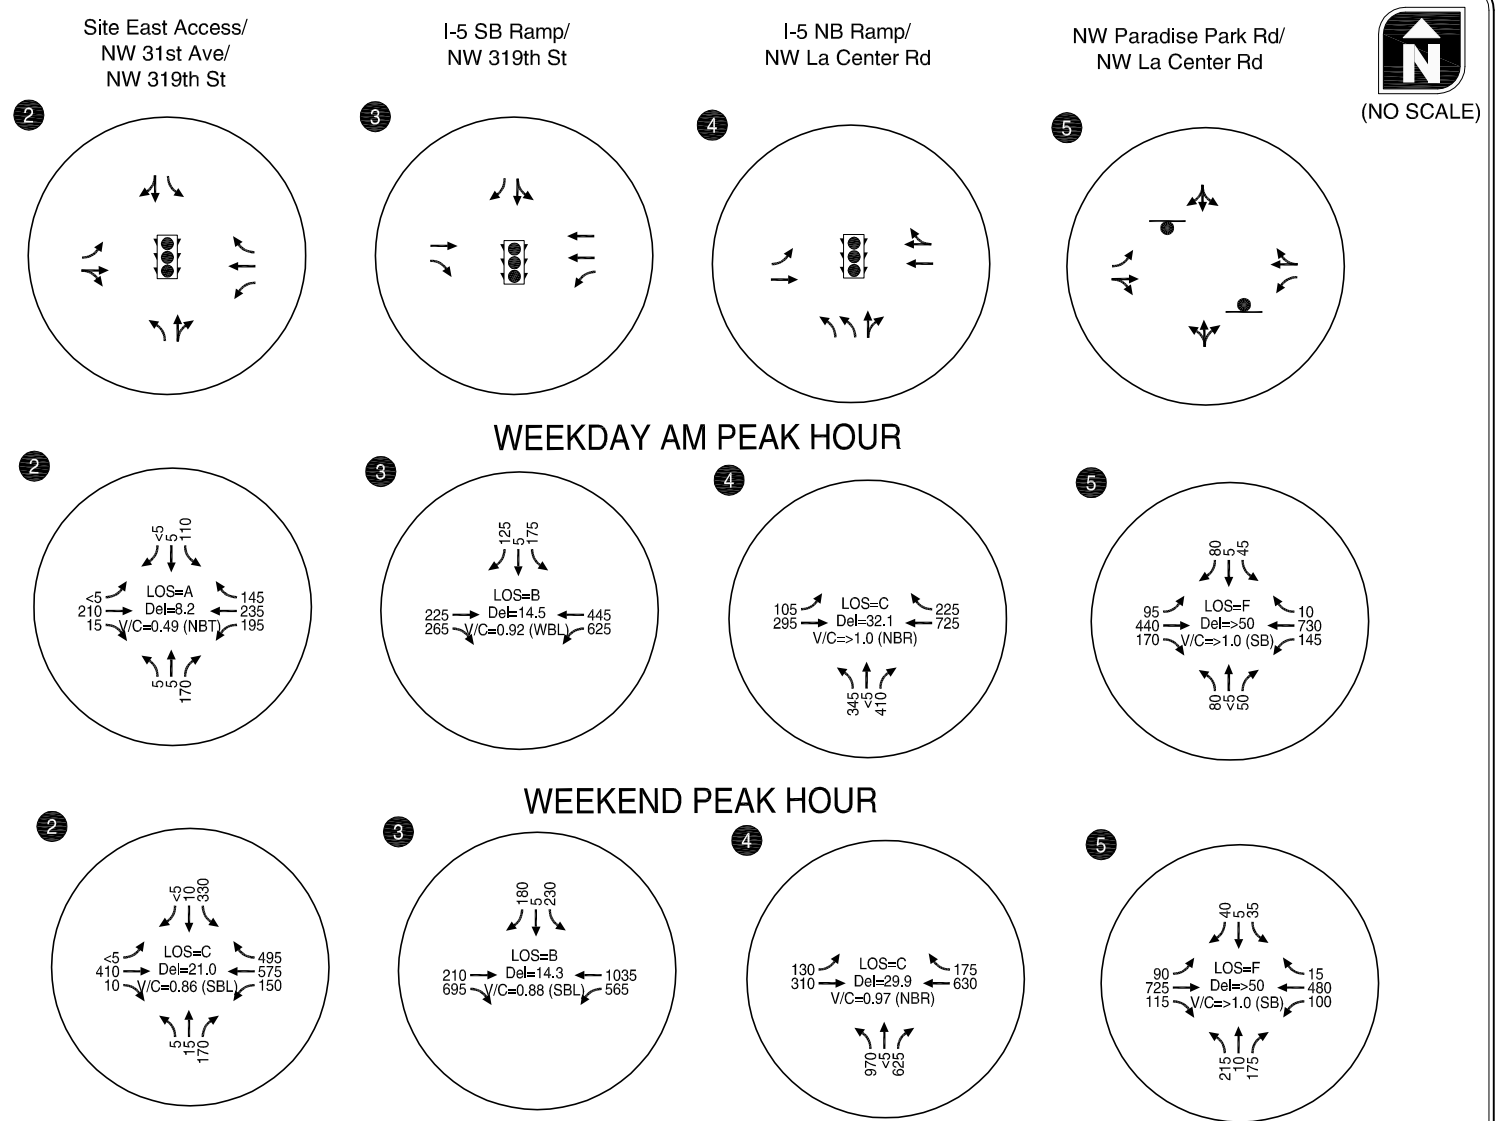 Site East Access/
NW 31st Ave/
NW 319th St
I-5 SB Ramp/
NW 319th St
I-5 NB Ramp/
NW La Center Rd
NW Paradise Park Rd/
NW La Center Rd
N
(NO SCALE)
2
3
4
5
WEEKDAY AM PEAK HOUR
2
<5
5
110
<5
210
15
LOS=A
Del=8.2
V/C=0.49 (NBT)
145
235
195
5
5
170
3
125
5
175
225
265
LOS=B
Del=14.5
V/C=0.92 (WBL)
445
625
4
105
295
LOS=C
Del=32.1
V/C=>1.0 (NBR)
225
725
345
<5
410
5
80
5
45
95
440
170
LOS=F
Del=>50
V/C=>1.0 (SB)
10
730
145
80
<5
50
WEEKEND PEAK HOUR
2
<5
10
330
<5
410
10
LOS=C
Del=21.0
V/C=0.86 (SBL)
495
575
150
5
15
170
3
180
5
230
210
695
LOS=B
Del=14.3
V/C=0.88 (SBL)
1035
565
4
130
310
LOS=C
Del=29.9
V/C=0.97 (NBR)
175
630
970
<5
625
5
40
5
35
90
725
115
LOS=F
Del=>50
V/C=>1.0 (SB)
15
480
100
215
10
175